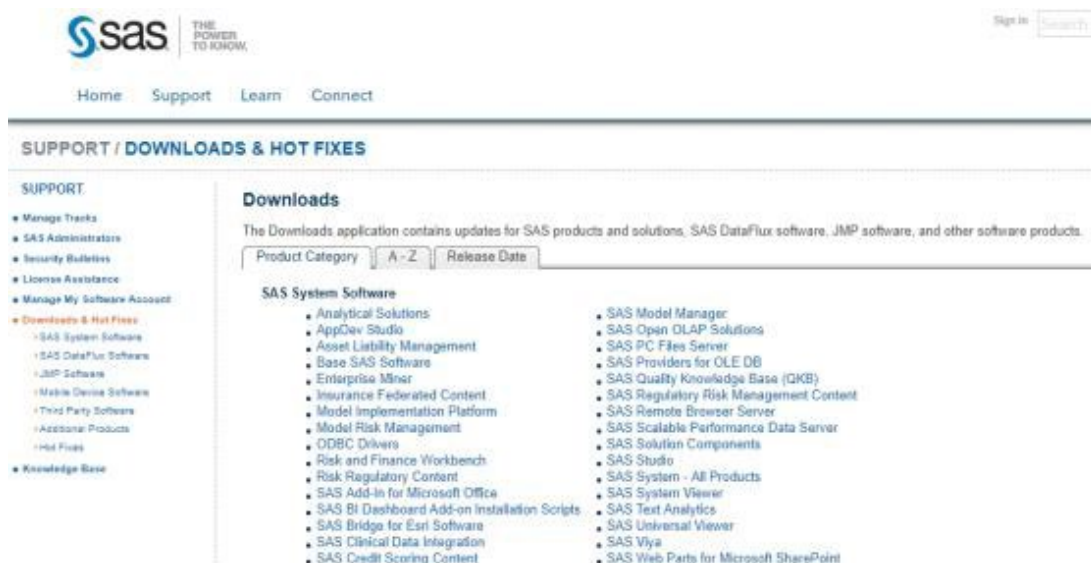 sas
THE
POWER
TO KNOW.
Sign in
Search
Home Support Learn Connect
SUPPORT / DOWNLOADS & HOT FIXES
SUPPORT
Manage Tracks
SAS Administrators
Security Bulletins
License Assistance
Manage My Software Account
Downloads & Hot Fixes
SAS System Software
SAS DataFlux Software
JMP Software
Mobile Device Software
Third Party Software
Additional Products
Hot Fixes
Knowledge Base
Downloads
The Downloads application contains updates for SAS products and solutions, SAS DataFlux software, JMP software, and other software products.
Product Category A - Z Release Date
SAS System Software
Analytical Solutions
AppDev Studio
Asset Liability Management
Base SAS Software
Enterprise Miner
Insurance Federated Content
Model Implementation Platform
Model Risk Management
ODBC Drivers
Risk and Finance Workbench
Risk Regulatory Content
SAS Add-In for Microsoft Office
SAS BI Dashboard Add-on Installation Scripts
SAS Bridge for Esri Software
SAS Clinical Data Integration
SAS Credit Scoring Content
SAS Model Manager
SAS Open OLAP Solutions
SAS PC Files Server
SAS Providers for OLE DB
SAS Quality Knowledge Base (QKB)
SAS Regulatory Risk Management Content
SAS Remote Browser Server
SAS Scalable Performance Data Server
SAS Solution Components
SAS Studio
SAS System - All Products
SAS System Viewer
SAS Text Analytics
SAS Universal Viewer
SAS Viya
SAS Web Parts for Microsoft SharePoint